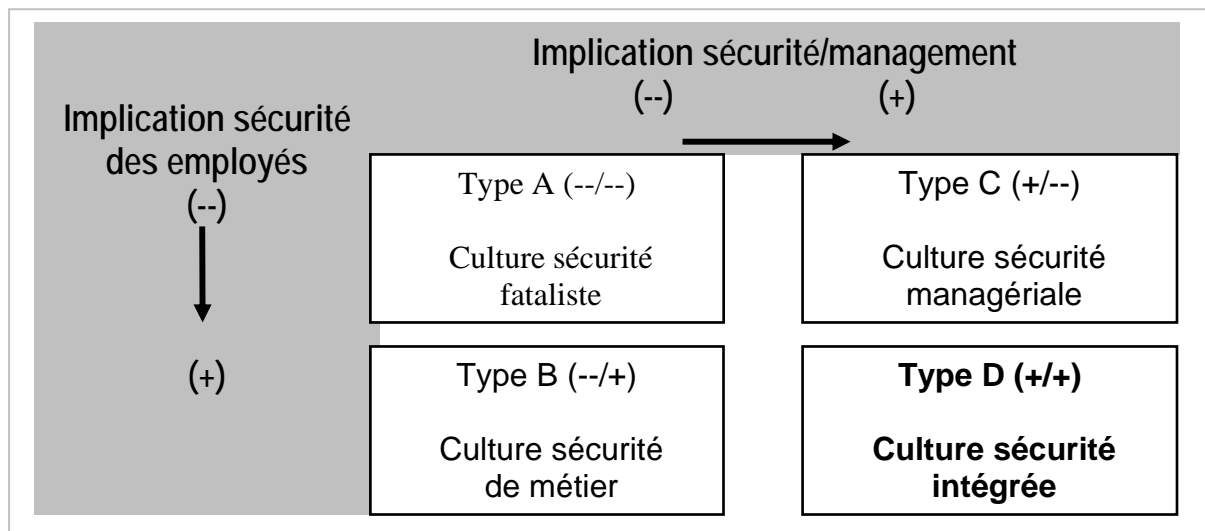 Implication sécurité/management
(--) (+)
Implication sécurité
des employés
(--)
Type A (--/--)
Culture sécurité
fataliste
Type C (+/--)
Culture sécurité
managériale
(+)
Type B (--/+)
Culture sécurité
de métier
Type D (+/+)
Culture sécurité
intégrée